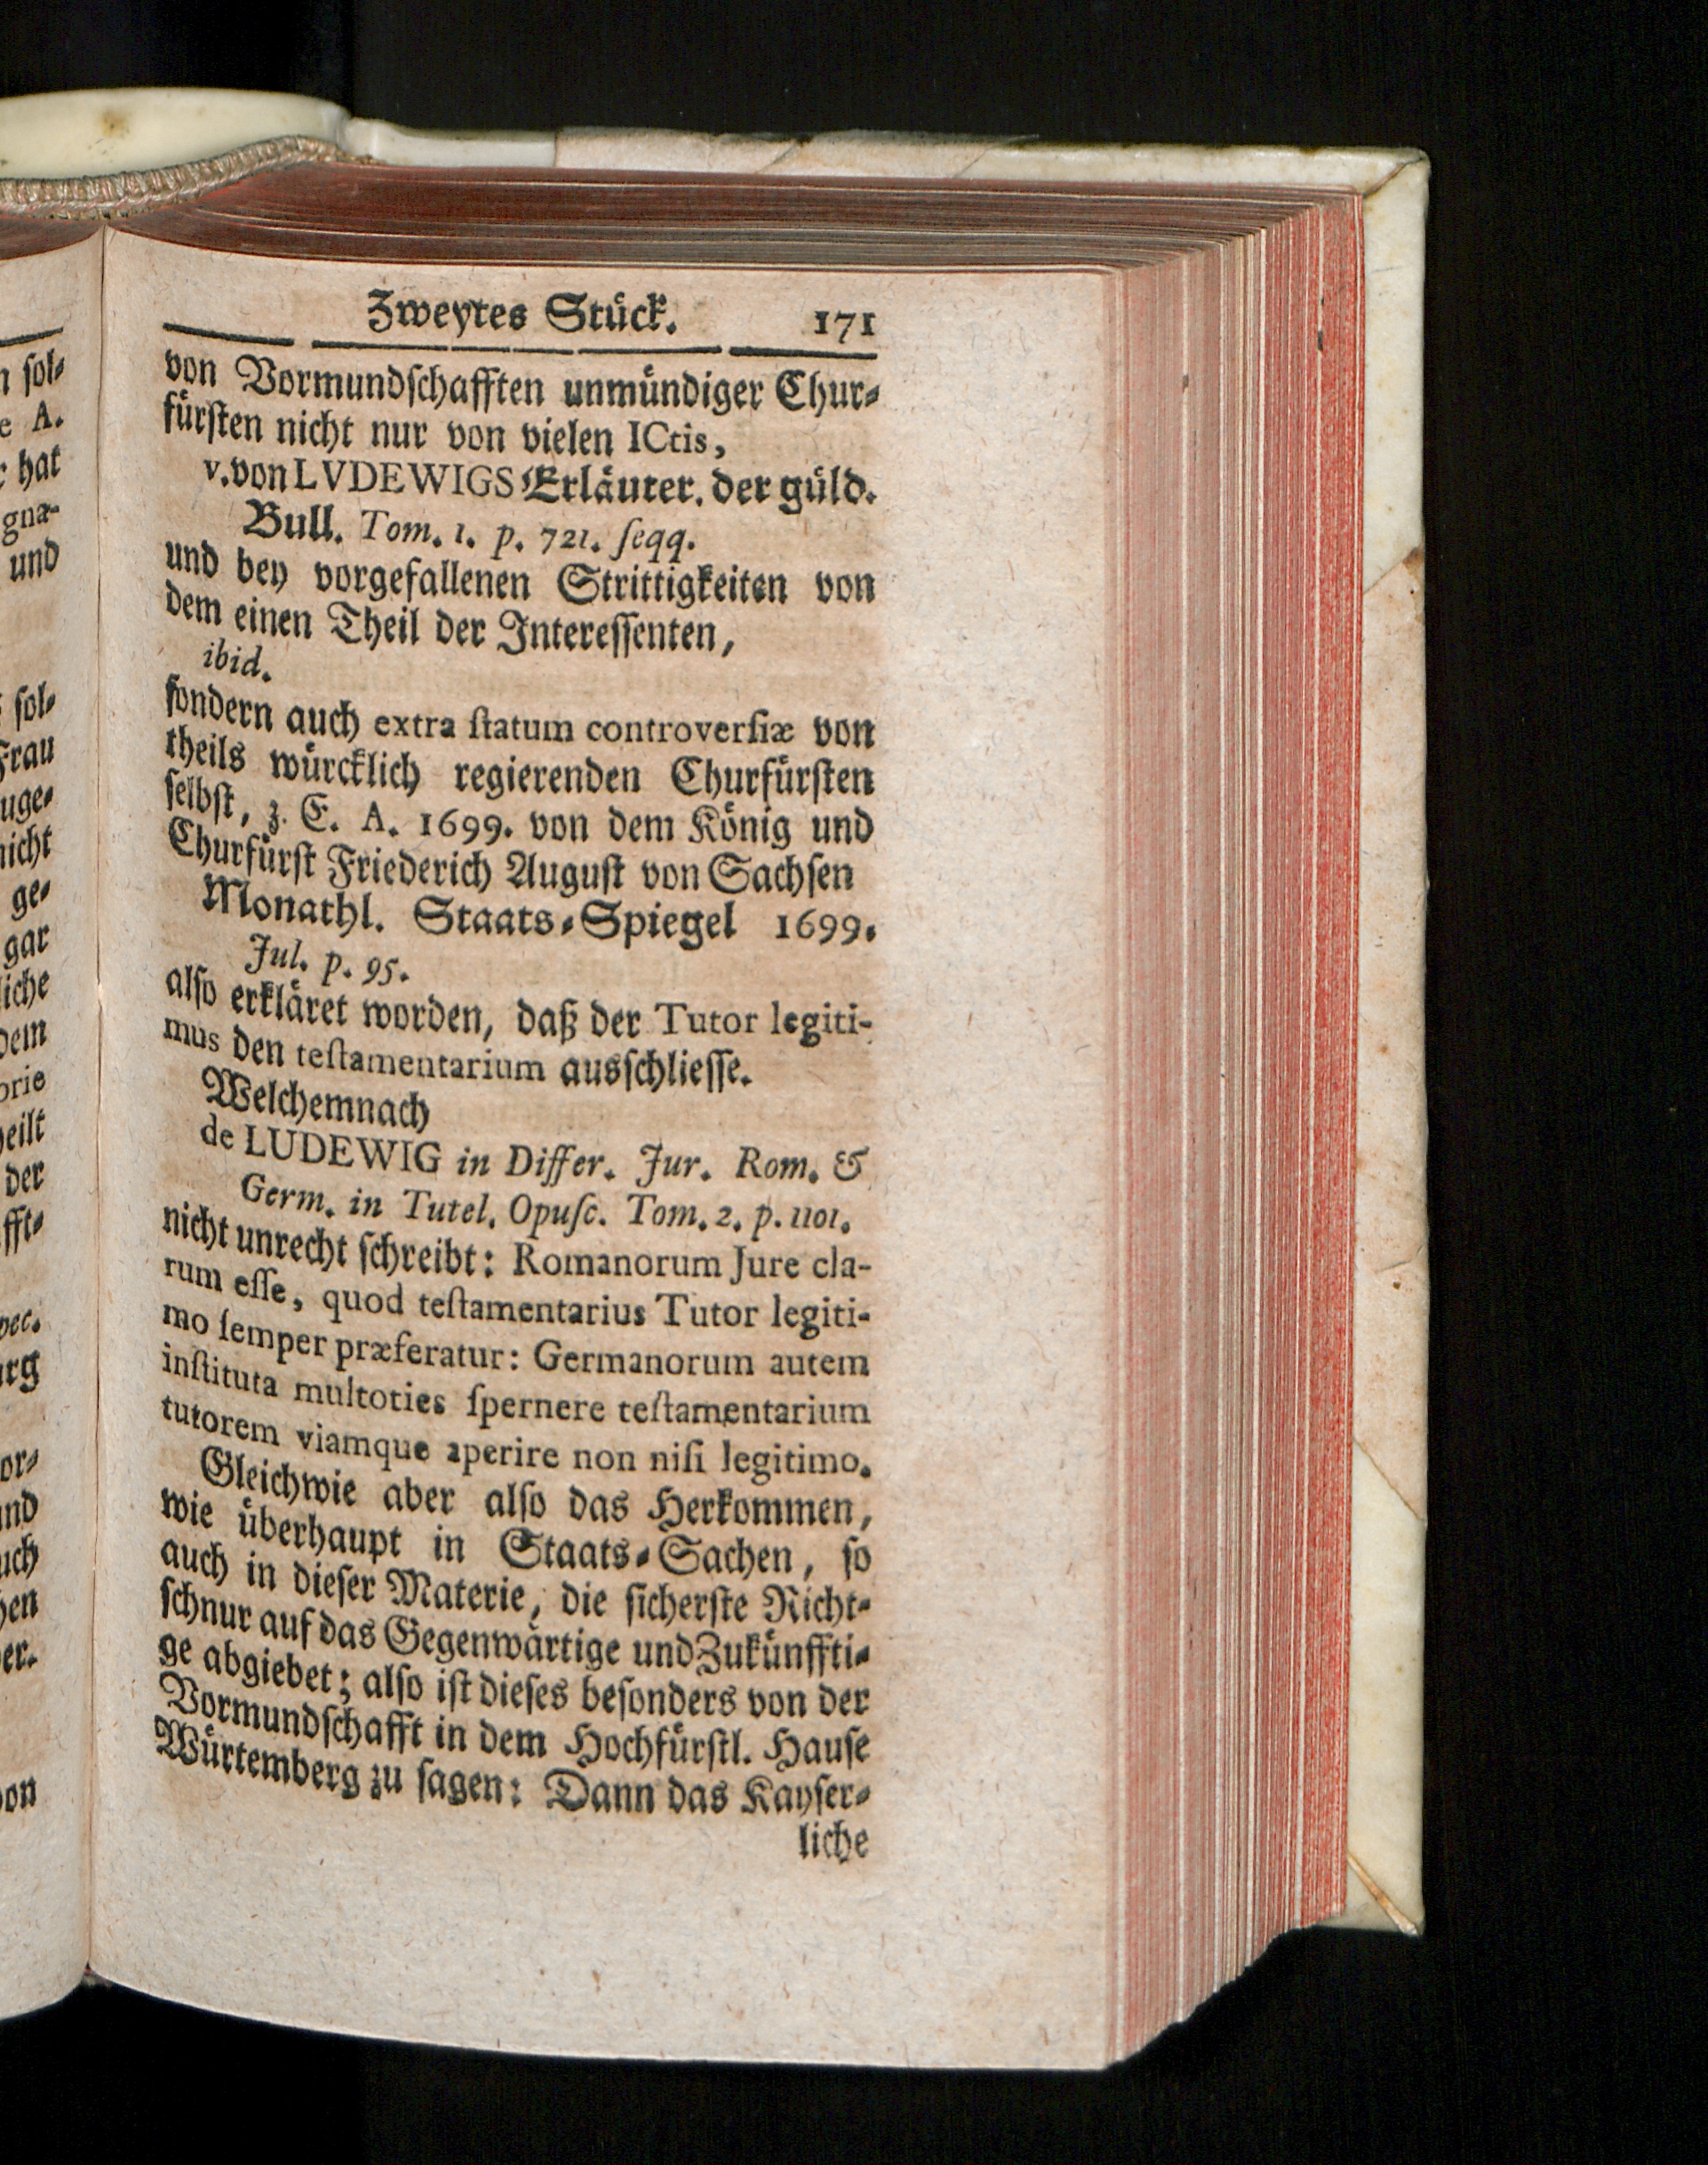 Zweytes Stück. 171
von Vormundschafften unmündiger Chur-
fürsten nicht nur von vielen ICtis,
v. von LVDEWIGS Erläuter. der güld.
Bull. Tom. 1. p. 721. seqq.
und bey vorgefallenen Strittigkeiten von
dem einen Theil der Interessenten,
ibid.
sondern auch extra statum controversiæ von
theils würcklich regierenden Churfürsten
selbst, z. E. A. 1699. von dem König und
Churfürst Friederich August von Sachsen
Monathl. Staats-Spiegel 1699.
Jul. p. 95.
also erkläret worden, daß der Tutor legiti-
mus den testamentarium ausschliesse.
Welchemnach
de LUDEWIG in Differ. Jur. Rom. &
Germ. in Tutel. Opusc. Tom. 2. p. 1101.
nicht unrecht schreibt: Romanorum Jure cla-
rum esse, quod testamentarius Tutor legiti-
mo semper præferatur: Germanorum autem
instituta multoties spernere testamentarium
tutorem viamque aperire non nisi legitimo.
Gleichwie aber also das Herkommen,
wie überhaupt in Staats-Sachen, so
auch in dieser Materie, die sicherste Richt-
schnur auf das Gegenwärtige und Zukünffti-
ge abgiebet; also ist dieses besonders von der
Vormundschafft in dem Hochfürstl. Hause
Würtemberg zu sagen: Dann das Kayser-
liche